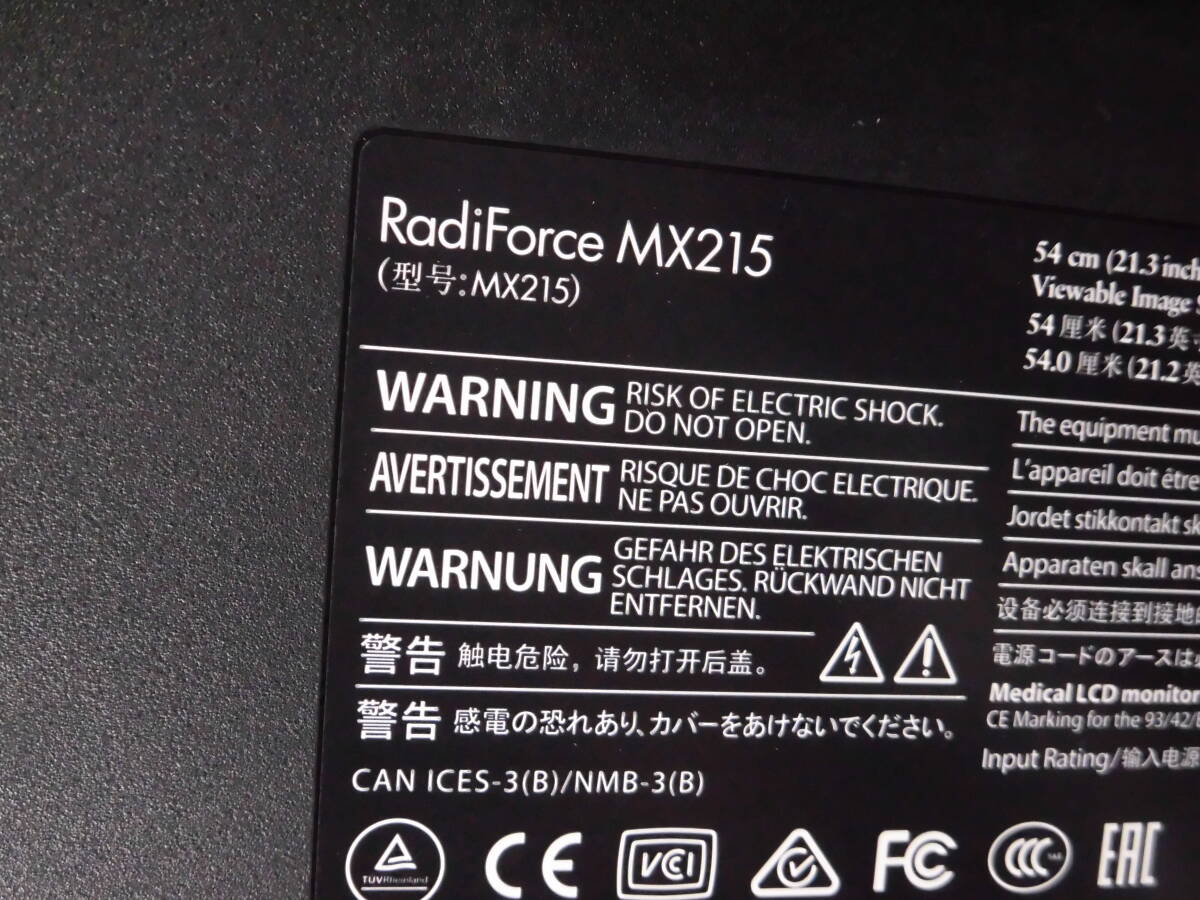 RadiForce MX215
(型号:MX215)
54 cm (21.3 inch
Viewable Image
54 厘米 (21.3 英寸
54.0 厘米 (21.2 英
WARNING RISK OF ELECTRIC SHOCK.
DO NOT OPEN.
AVERTISSEMENT RISQUE DE CHOC ELECTRIQUE.
NE PAS OUVRIR.
WARNUNG GEFAHR DES ELEKTRISCHEN
SCHLAGES. RÜCKWAND NICHT
ENTFERNEN.
警告 触电危险，请勿打开后盖。
警告 感電の恐れあり、カバーをあけないでください。
CAN ICES-3(B)/NMB-3(B)
The equipment
L'appareil doit être
Jordet stikkontakt
Apparaten skall
设备必须连接到接地
電源コードのアースは
Medical LCD monitor
CE Marking for the 93/42/
Input Rating/输入电源
TÜVRheinland
CE
VCCI
FC
CCC
EAC